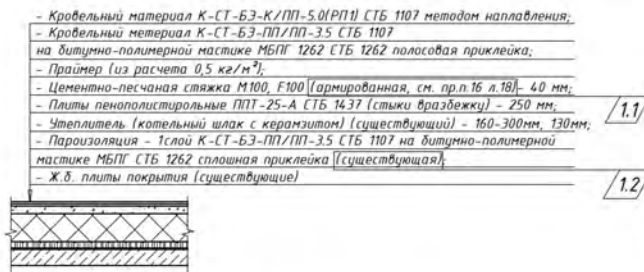 - Кровельный материал К-СТ-БЭ-К/ПП-5.0(РП1) СТБ 1107 методом наплавления;
- Кровельный метериал К-СТ-БЭ-ПП/ПП-3.5 СТБ 1107
на битумно-полимерной мастике МБПГ 1262 СТБ 1262 полосовая приклейка;
- Праймер (из расчета 0,5 кг/м²);
- Цементно-песчаная стяжка М100, F100 (армированная, см. пр.п.16 л.18)- 40 мм;
- Плиты пенополистирольные ППТ-25-А СТБ 1437 (стыки вразбежку) - 250 мм;
1.1
- Утеплитель (котельный шлак с керамзитом) (существующий) - 160-300мм, 130мм;
- Пароизоляция - 1слой К-СТ-БЭ-ПП/ПП-3.5 СТБ 1107 на битумно-полимерной
мастике МБПГ СТБ 1262 сплошная приклейка (существующая);
- Ж.б. плиты покрытия (существующие)
1.2